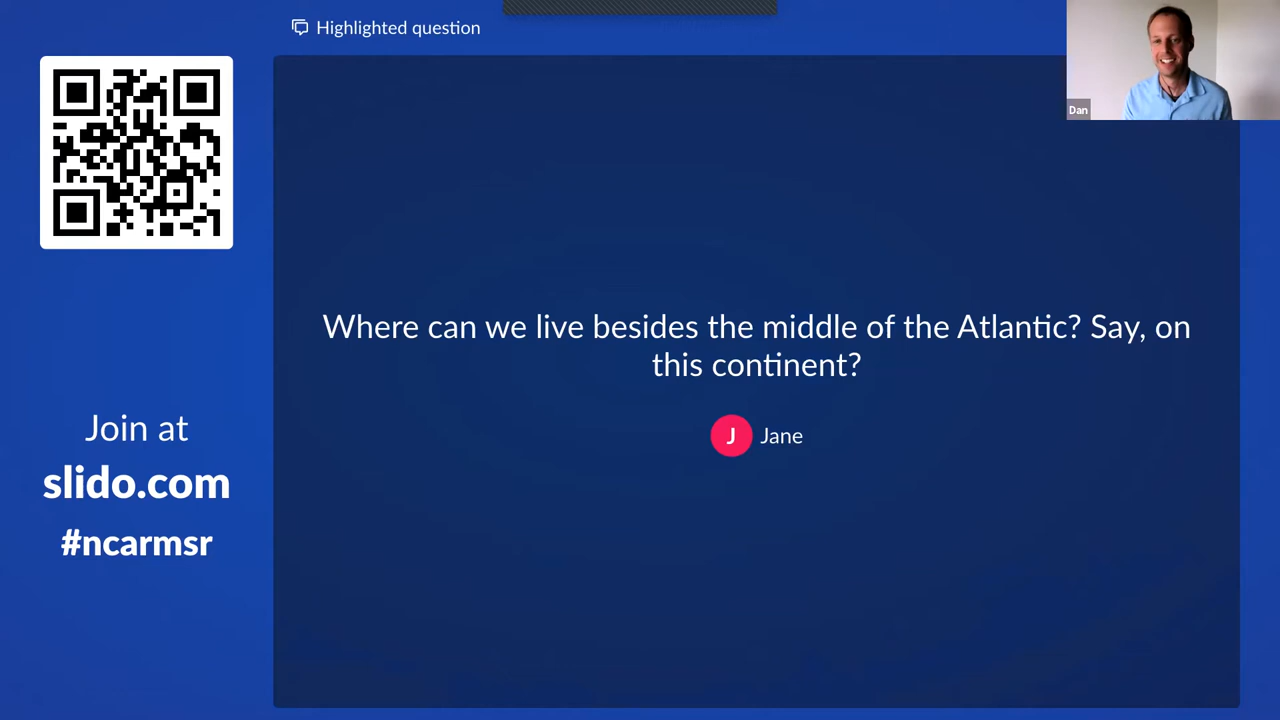 Highlighted question
Dan
Where can we live besides the middle of the Atlantic? Say, on
this continent?
J Jane
Join at
slido.com
#ncarmsr